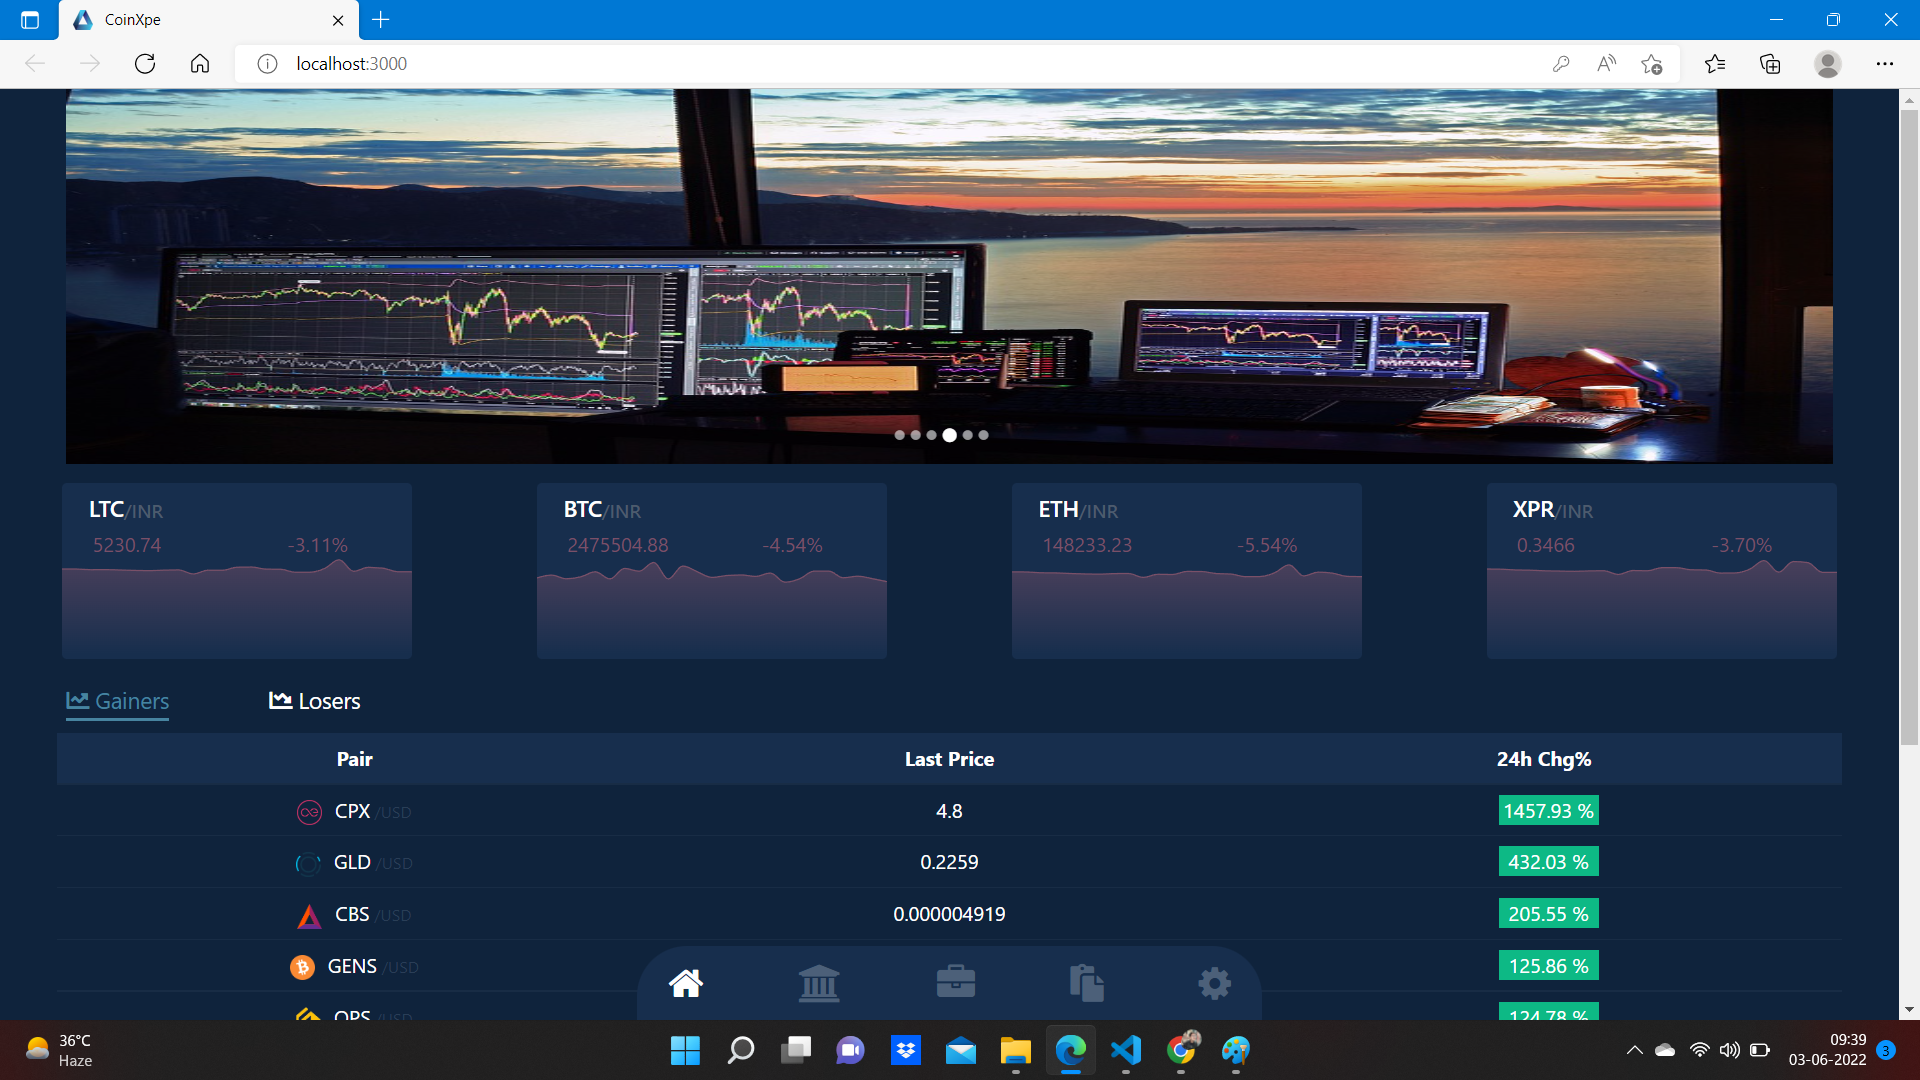 CoinXpe
localhost:3000
LTC/INR
5230.74 -3.11%
BTC/INR
2475504.88 -4.54%
ETH/INR
148233.23 -5.54%
XPR/INR
0.3466 -3.70%
Gainers Losers
Pair Last Price 24h Chg%
CPX /USD 4.8 1457.93 %
GLD /USD 0.2259 432.03 %
CBS /USD 0.000004919 205.55 %
GENS /USD 125.86 %
OPS /USD 124.78 %
36°C
Haze
09:39
03-06-2022 3